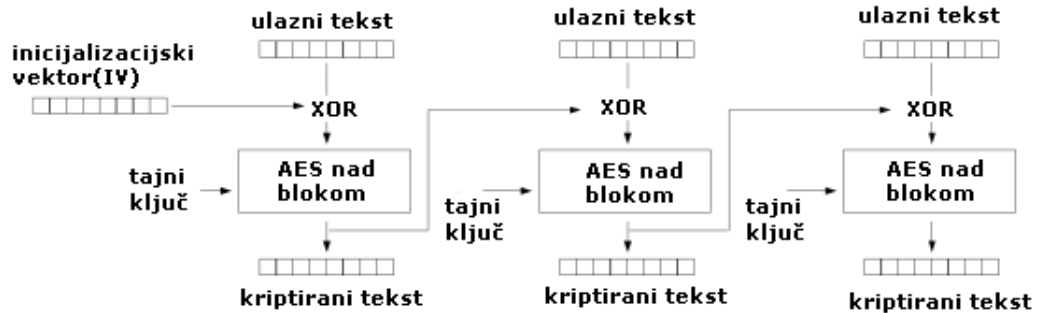 ulazni tekst
ulazni tekst
ulazni tekst
inicijalizacijski
vektor(IV)
XOR
XOR
XOR
tajni
ključ
AES nad
blokom
tajni
ključ
AES nad
blokom
tajni
ključ
AES nad
blokom
kriptirani tekst
kriptirani tekst
kriptirani tekst